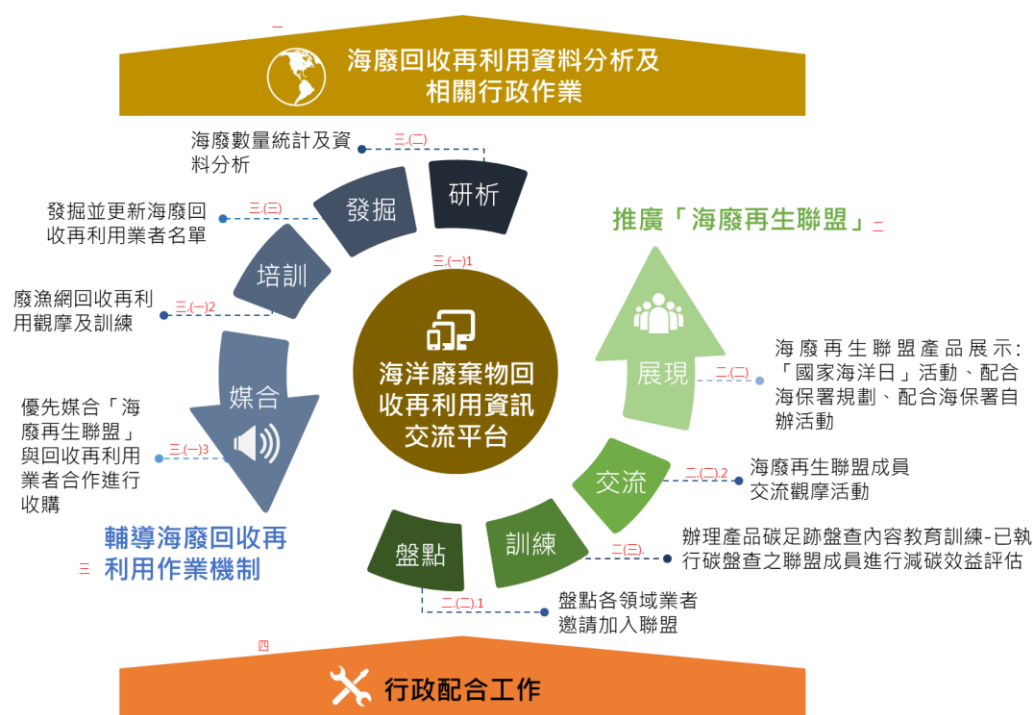 一
海廢回收再利用資料分析及
相關行政作業
海廢數量統計及資
料分析
三.(二)
研析
發掘並更新海廢回
收再利用業者名單
三.(三)
發掘
廢漁網回收再利用觀摩及訓練
三.(一)2
培訓
優先媒合「海
廢再生聯盟」
與回收再利用
業者合作進行
收購
三.(一)3
媒合
三
輔導海廢回收再
利用作業機制
三.(一)1
海洋廢棄物回
收再利用資訊
交流平台
推廣「海廢再生聯盟」
二
展現
二.(二)
海廢再生聯盟產品展示:
「國家海洋日」活動、配合
海保署規劃、配合海保署自
辦活動
交流
二.(二).2
海廢再生聯盟成員
交流觀摩活動
訓練
二(三).
辦理產品碳足跡盤查內容教育訓練-已執
行碳盤查之聯盟成員進行減碳效益評估
盤點
二.(二).1
盤點各領域業者
邀請加入聯盟
四
行政配合工作